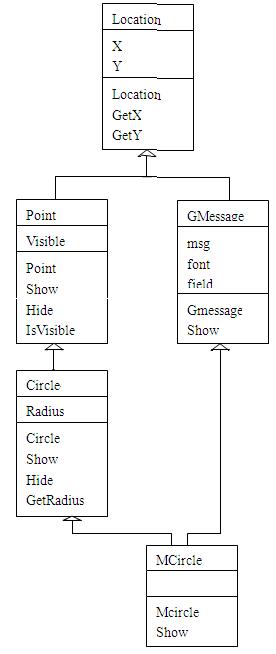 Location
X
Y
Location
GetX
GetY
Point
Visible
Point
Show
Hide
IsVisible
GMessage
msg
font
field
Gmessage
Show
Circle
Radius
Circle
Show
Hide
GetRadius
MCircle
Mcircle
Show